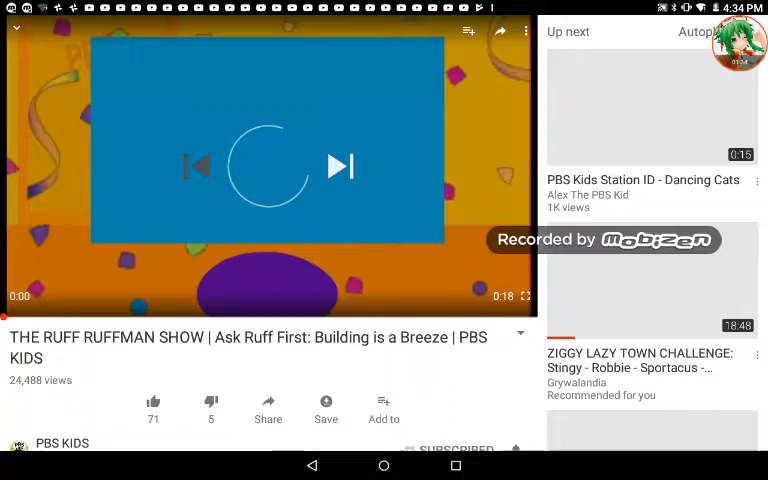 4:34 PM
Up next
Autopl
01:24
0:15
PBS Kids Station ID - Dancing Cats
Alex The PBS Kid
1K views
Recorded by mobizen
0:00
0:18
18:48
THE RUFF RUFFMAN SHOW | Ask Ruff First: Building is a Breeze | PBS
KIDS
24,488 views
ZIGGY LAZY TOWN CHALLENGE:
Stingy - Robbie - Sportacus -...
Grywalandia
Recommended for you
71
5
Share
Save
Add to
PBS KIDS
SUBSCRIBED